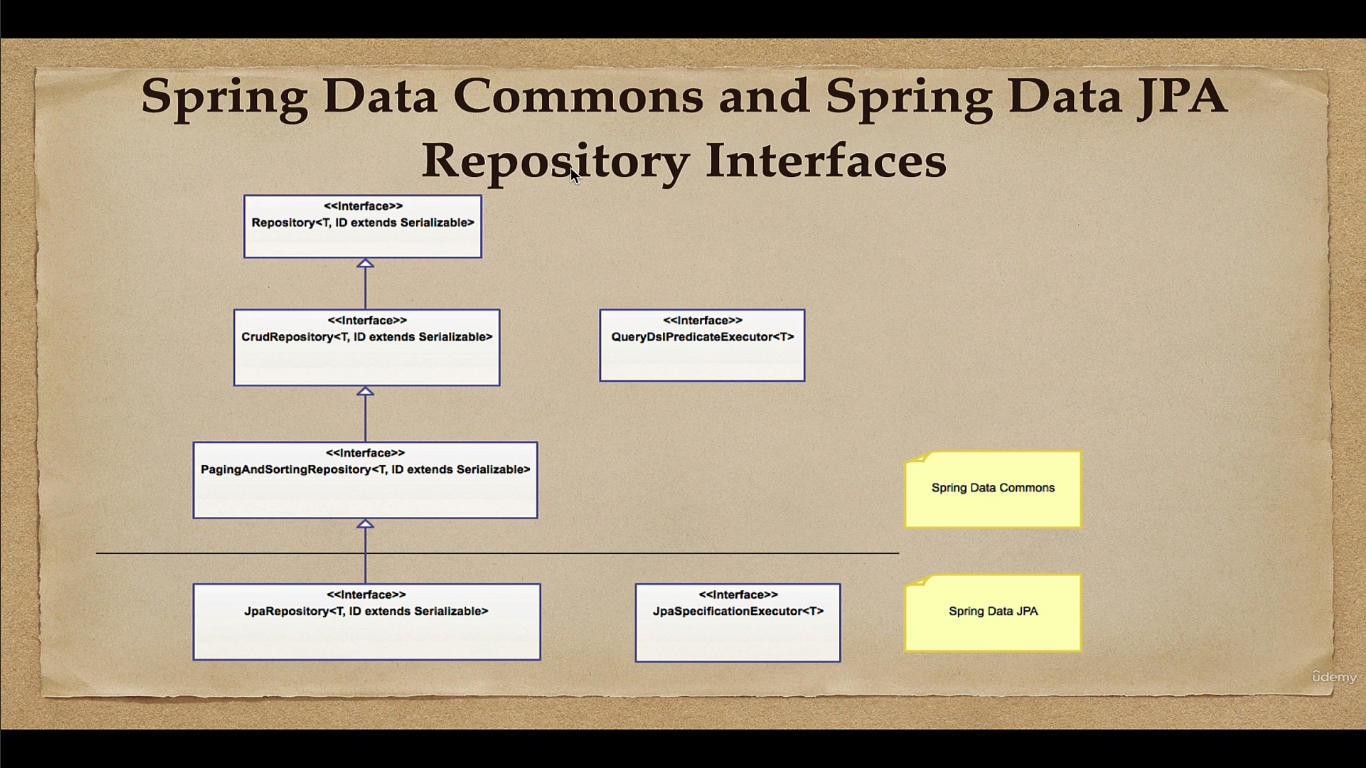 Spring Data Commons and Spring Data JPA
Repository Interfaces
<<Interface>>
Repository<T, ID extends Serializable>
<<Interface>>
CrudRepository<T, ID extends Serializable>
<<Interface>>
QueryDslPredicateExecutor<T>
<<Interface>>
PagingAndSortingRepository<T, ID extends Serializable>
Spring Data Commons
<<Interface>>
JpaRepository<T, ID extends Serializable>
<<Interface>>
JpaSpecificationExecutor<T>
Spring Data JPA
ûdemy